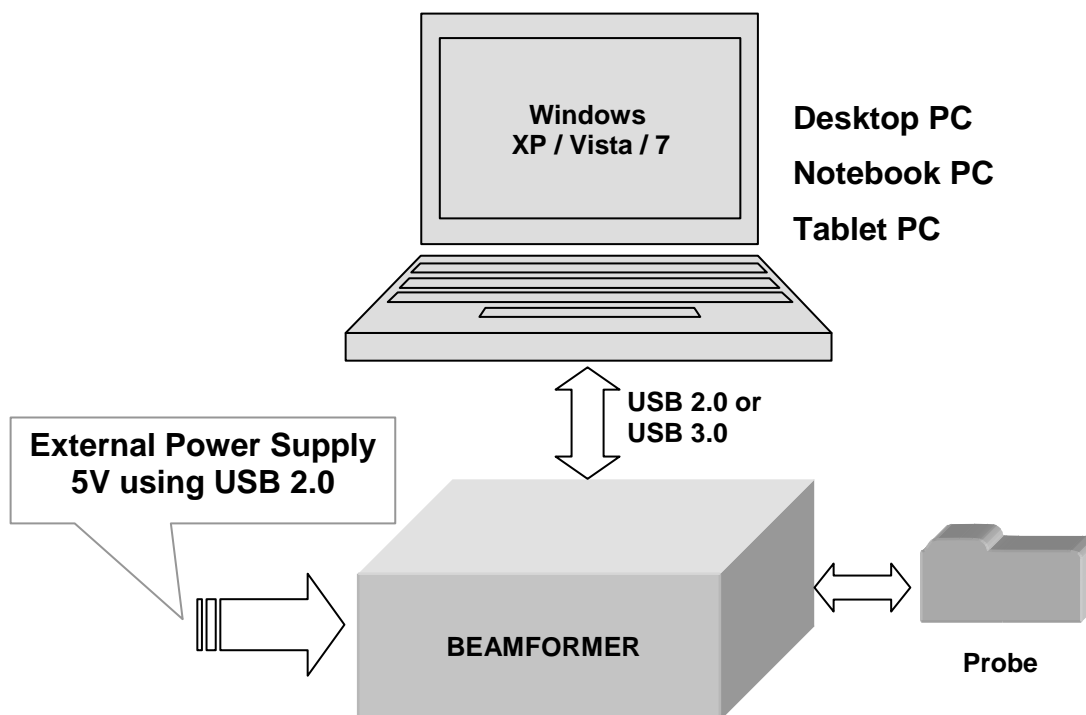 Windows
XP / Vista / 7
Desktop PC
Notebook PC
Tablet PC
USB 2.0 or
USB 3.0
External Power Supply
5V using USB 2.0
BEAMFORMER
Probe